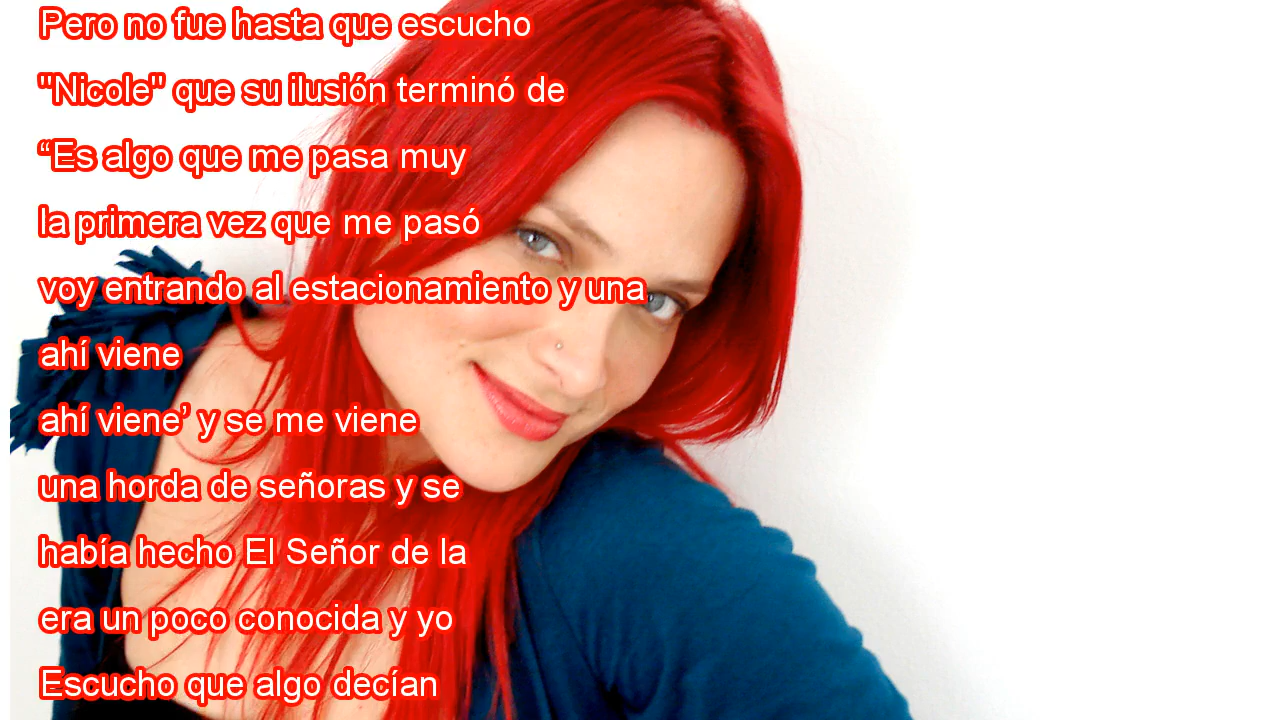 Pero no fue hasta que escucho
"Nicole" que su ilusión terminó de
“Es algo que me pasa muy
la primera vez que me pasó
voy entrando al estacionamiento y una
ahí viene
ahí viene’ y se me viene
una horda de señoras y se
había hecho El Señor de la
era un poco conocida y yo
Escucho que algo decían